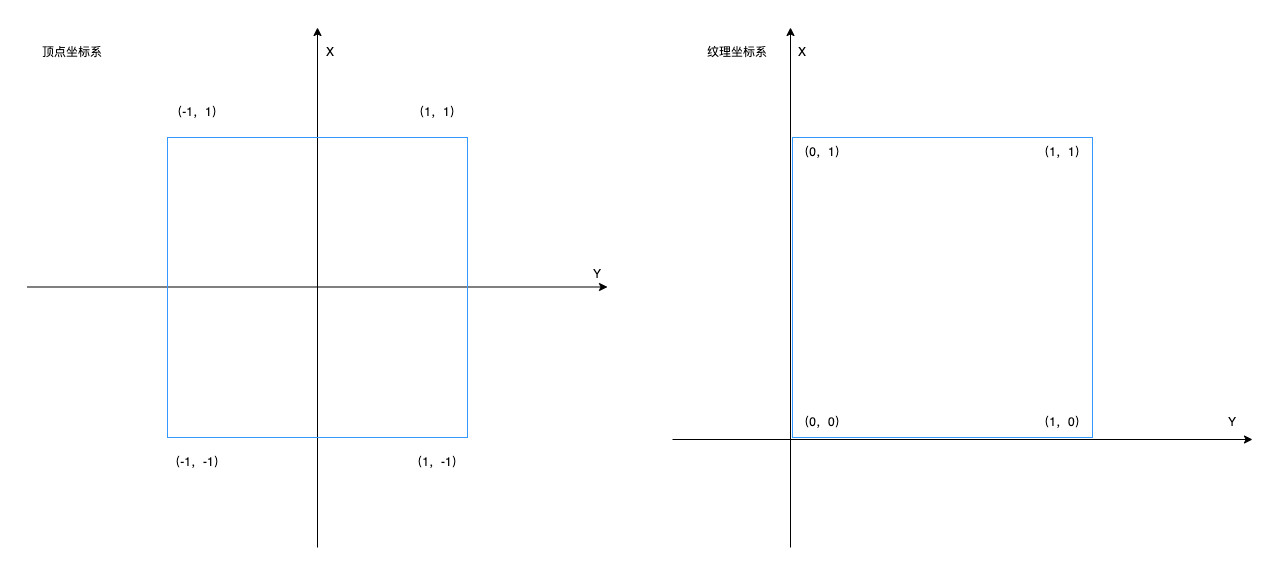 顶点坐标系
X
(-1, 1)
(1, 1)
Y
(-1, -1)
(1, -1)
纹理坐标系
X
(0, 1)
(1, 1)
(0, 0)
(1, 0)
Y